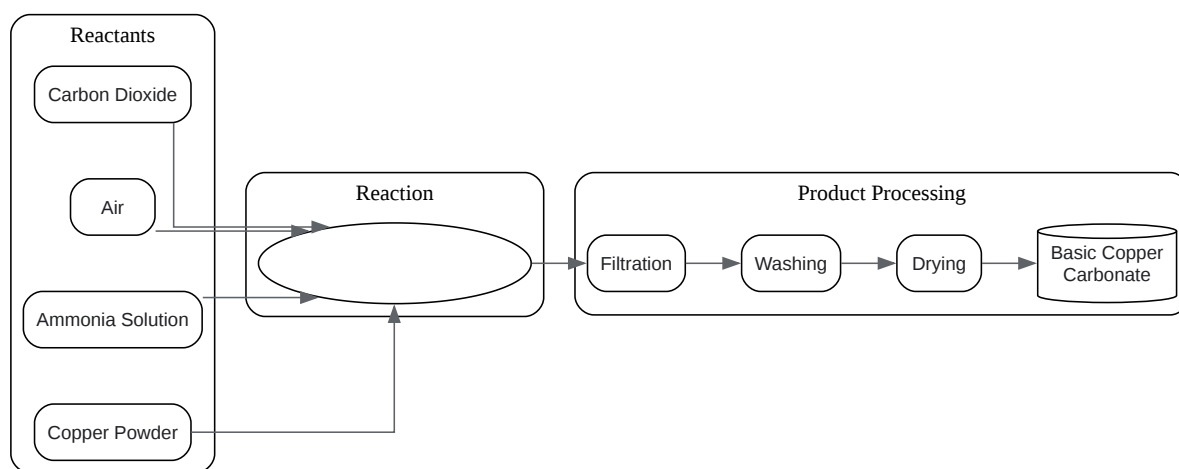 Reactants
Carbon Dioxide
Air
Ammonia Solution
Copper Powder
Reaction
Product Processing
Filtration
Washing
Drying
Basic Copper
Carbonate